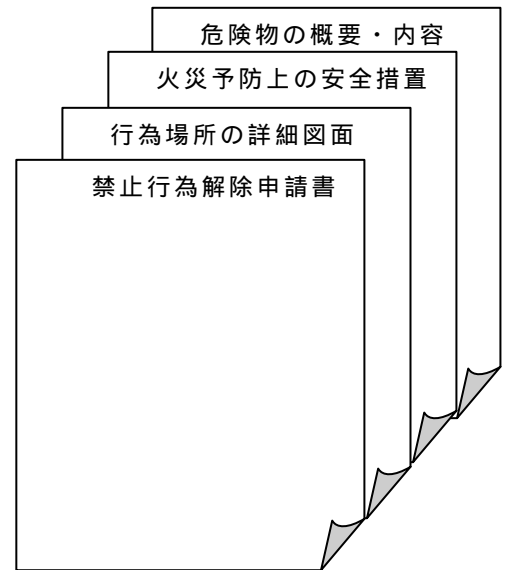 危険物の概要・内容
火災予防上の安全措置
行為場所の詳細図面
禁止行為解除申請書